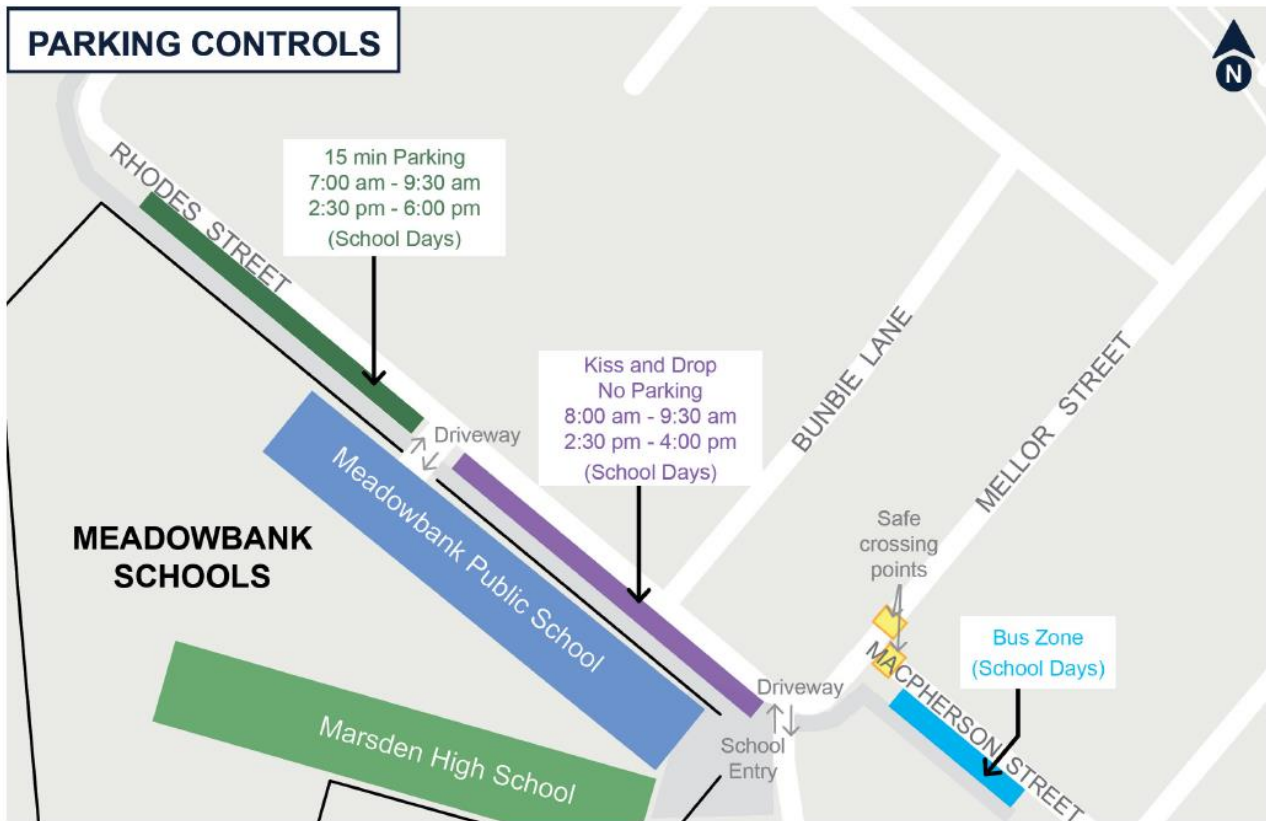 PARKING CONTROLS
N
RHODES STREET
15 min Parking
7:00 am - 9:30 am
2:30 pm - 6:00 pm
(School Days)
Kiss and Drop
No Parking
8:00 am - 9:30 am
2:30 pm - 4:00 pm
(School Days)
BUNBIE LANE
MELLOR STREET
Driveway
Meadowbank Public School
MEADOWBANK
SCHOOLS
Safe
crossing
points
Bus Zone
(School Days)
MACPHERSON STREET
Driveway
School
Entry
Marsden High School